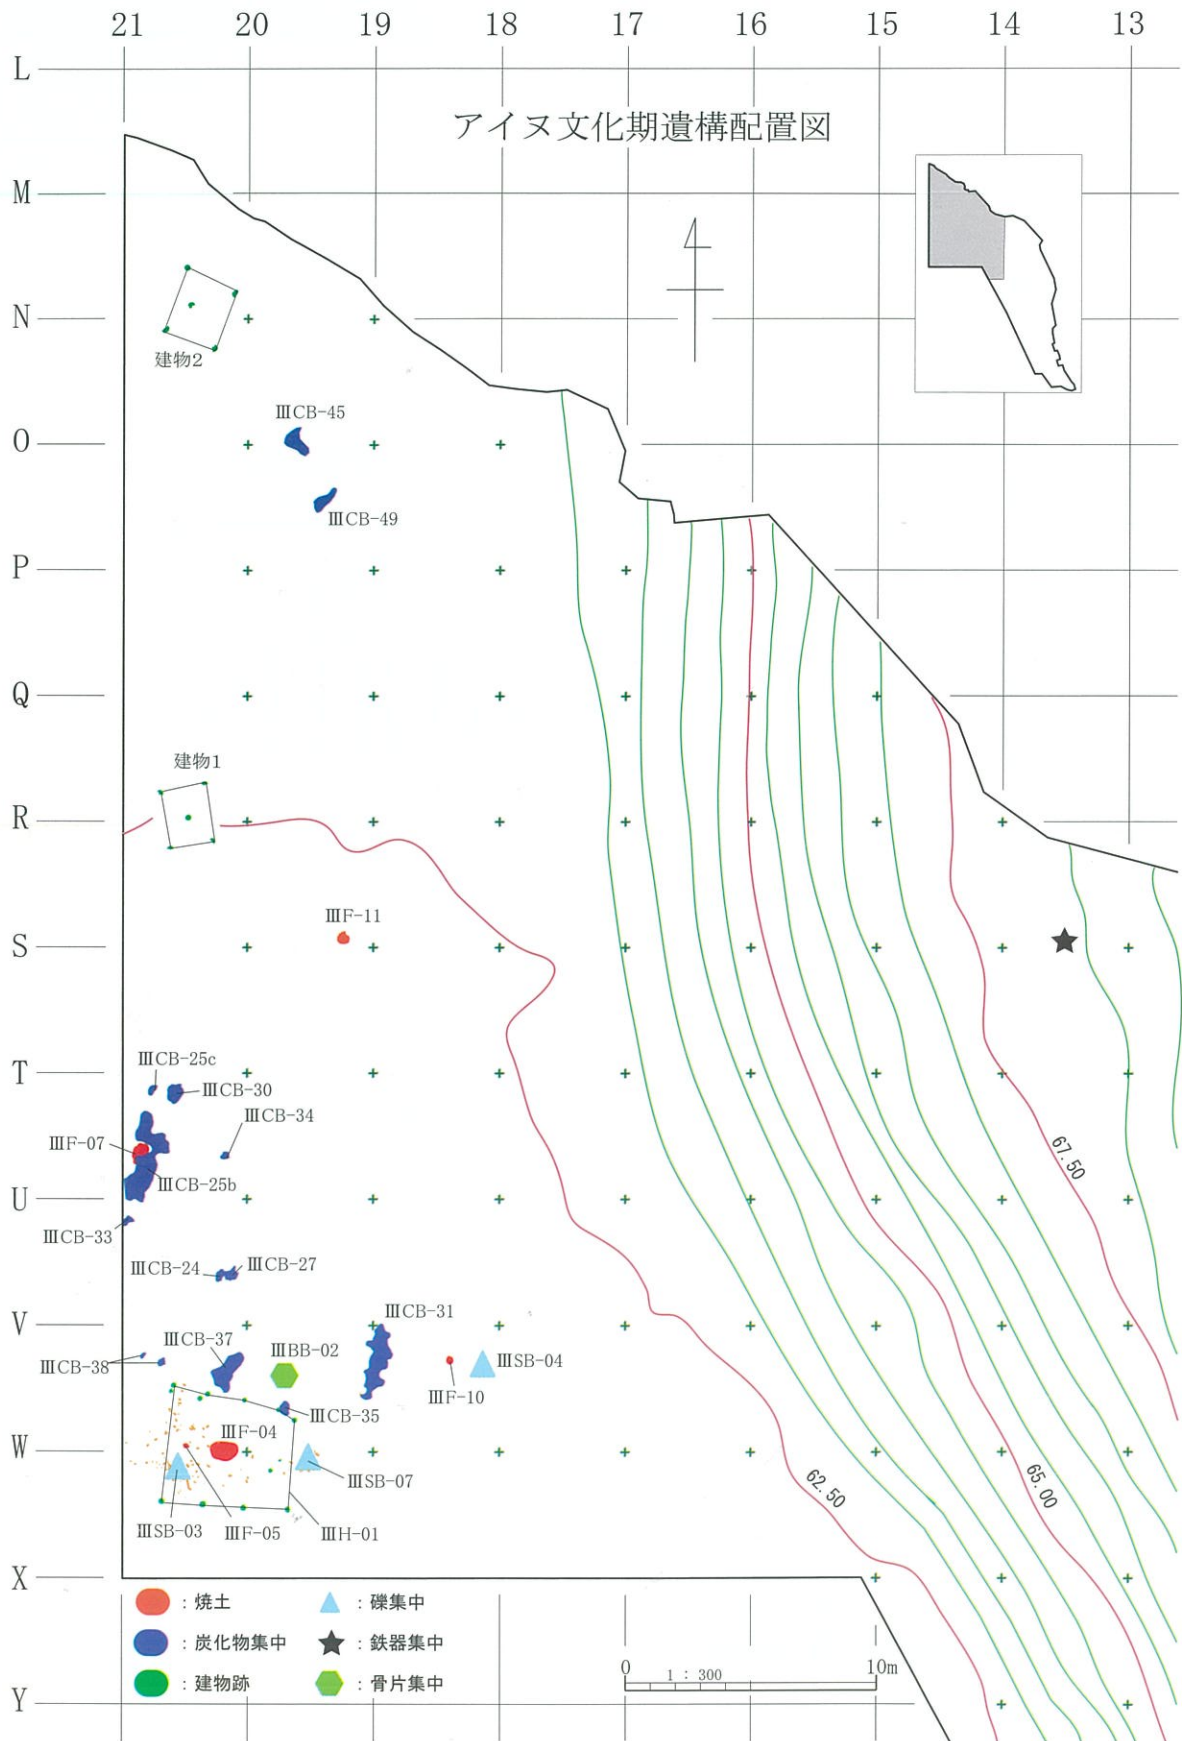 21 20 19 18 17 16 15 14 13
L
アイヌ文化期遺構配置図
M
N
建物2
ⅢCB-45
O
ⅢCB-49
P
Q
建物1
R
ⅢF-11
S
ⅢCB-25c
T
ⅢCB-30
ⅢCB-34
ⅢF-07
67.50
ⅢCB-25b
U
ⅢCB-33
ⅢCB-24 ⅢCB-27
ⅢCB-31
V
ⅢCB-37 ⅢBB-02
ⅢCB-38 ⅢSB-04
ⅢF-10
ⅢCB-35
ⅢF-04
W
ⅢSB-07
62.50 65.00
ⅢSB-03 ⅢF-05 ⅢH-01
X
：焼土 ：礫集中
：炭化物集中 ：鉄器集中
0 1 : 300 10m
：建物跡 ：骨片集中
Y